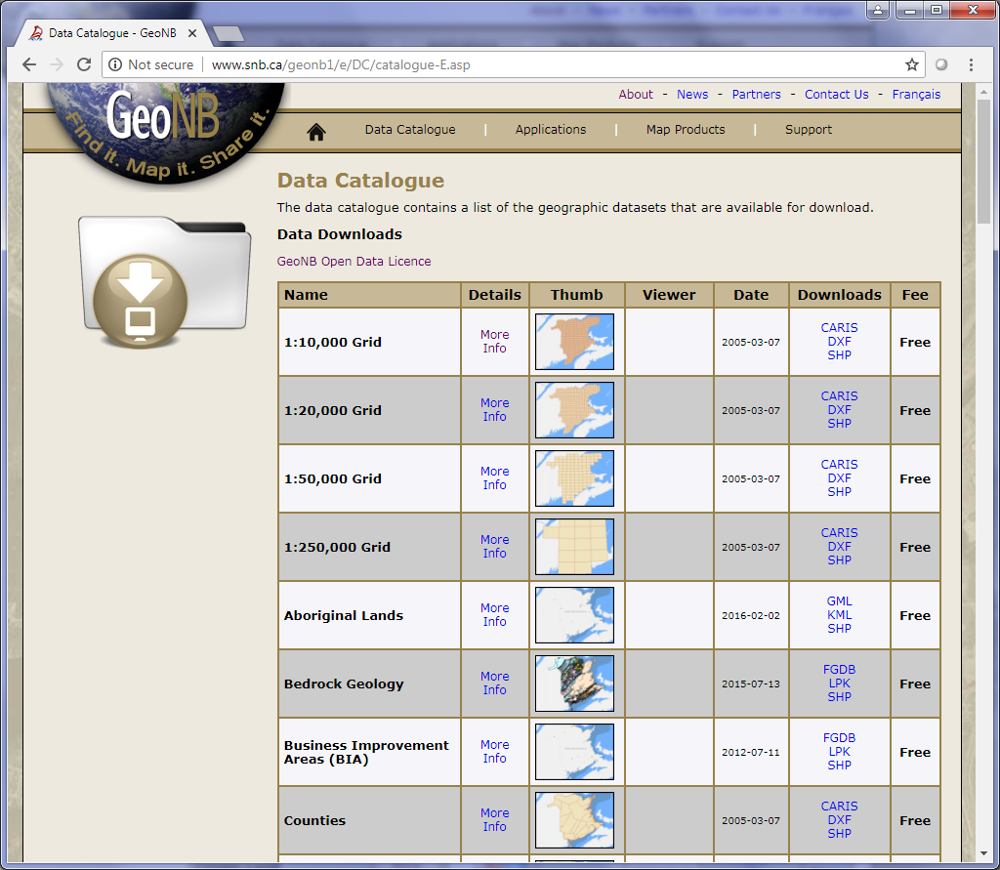 Data Catalogue - GeoNB
Not secure
www.snb.ca/geonb1/e/DC/catalogue-E.asp
About - News - Partners - Contact Us - Français
GeoNB
Find it. Map it. Share it.
Data Catalogue | Applications | Map Products | Support
Data Catalogue
The data catalogue contains a list of the geographic datasets that are available for download.
Data Downloads
GeoNB Open Data Licence
Name Details Thumb Viewer Date Downloads Fee
1:10,000 Grid
More
Info
2005-03-07
CARIS
DXF
SHP
Free
1:20,000 Grid
More
Info
2005-03-07
CARIS
DXF
SHP
Free
1:50,000 Grid
More
Info
2005-03-07
CARIS
DXF
SHP
Free
1:250,000 Grid
More
Info
2005-03-07
CARIS
DXF
SHP
Free
Aboriginal Lands
More
Info
2016-02-02
GML
KML
SHP
Free
Bedrock Geology
More
Info
2015-07-13
FGDB
LPK
SHP
Free
Business Improvement
Areas (BIA)
More
Info
2012-07-11
FGDB
LPK
SHP
Free
Counties
More
Info
2005-03-07
CARIS
DXF
SHP
Free